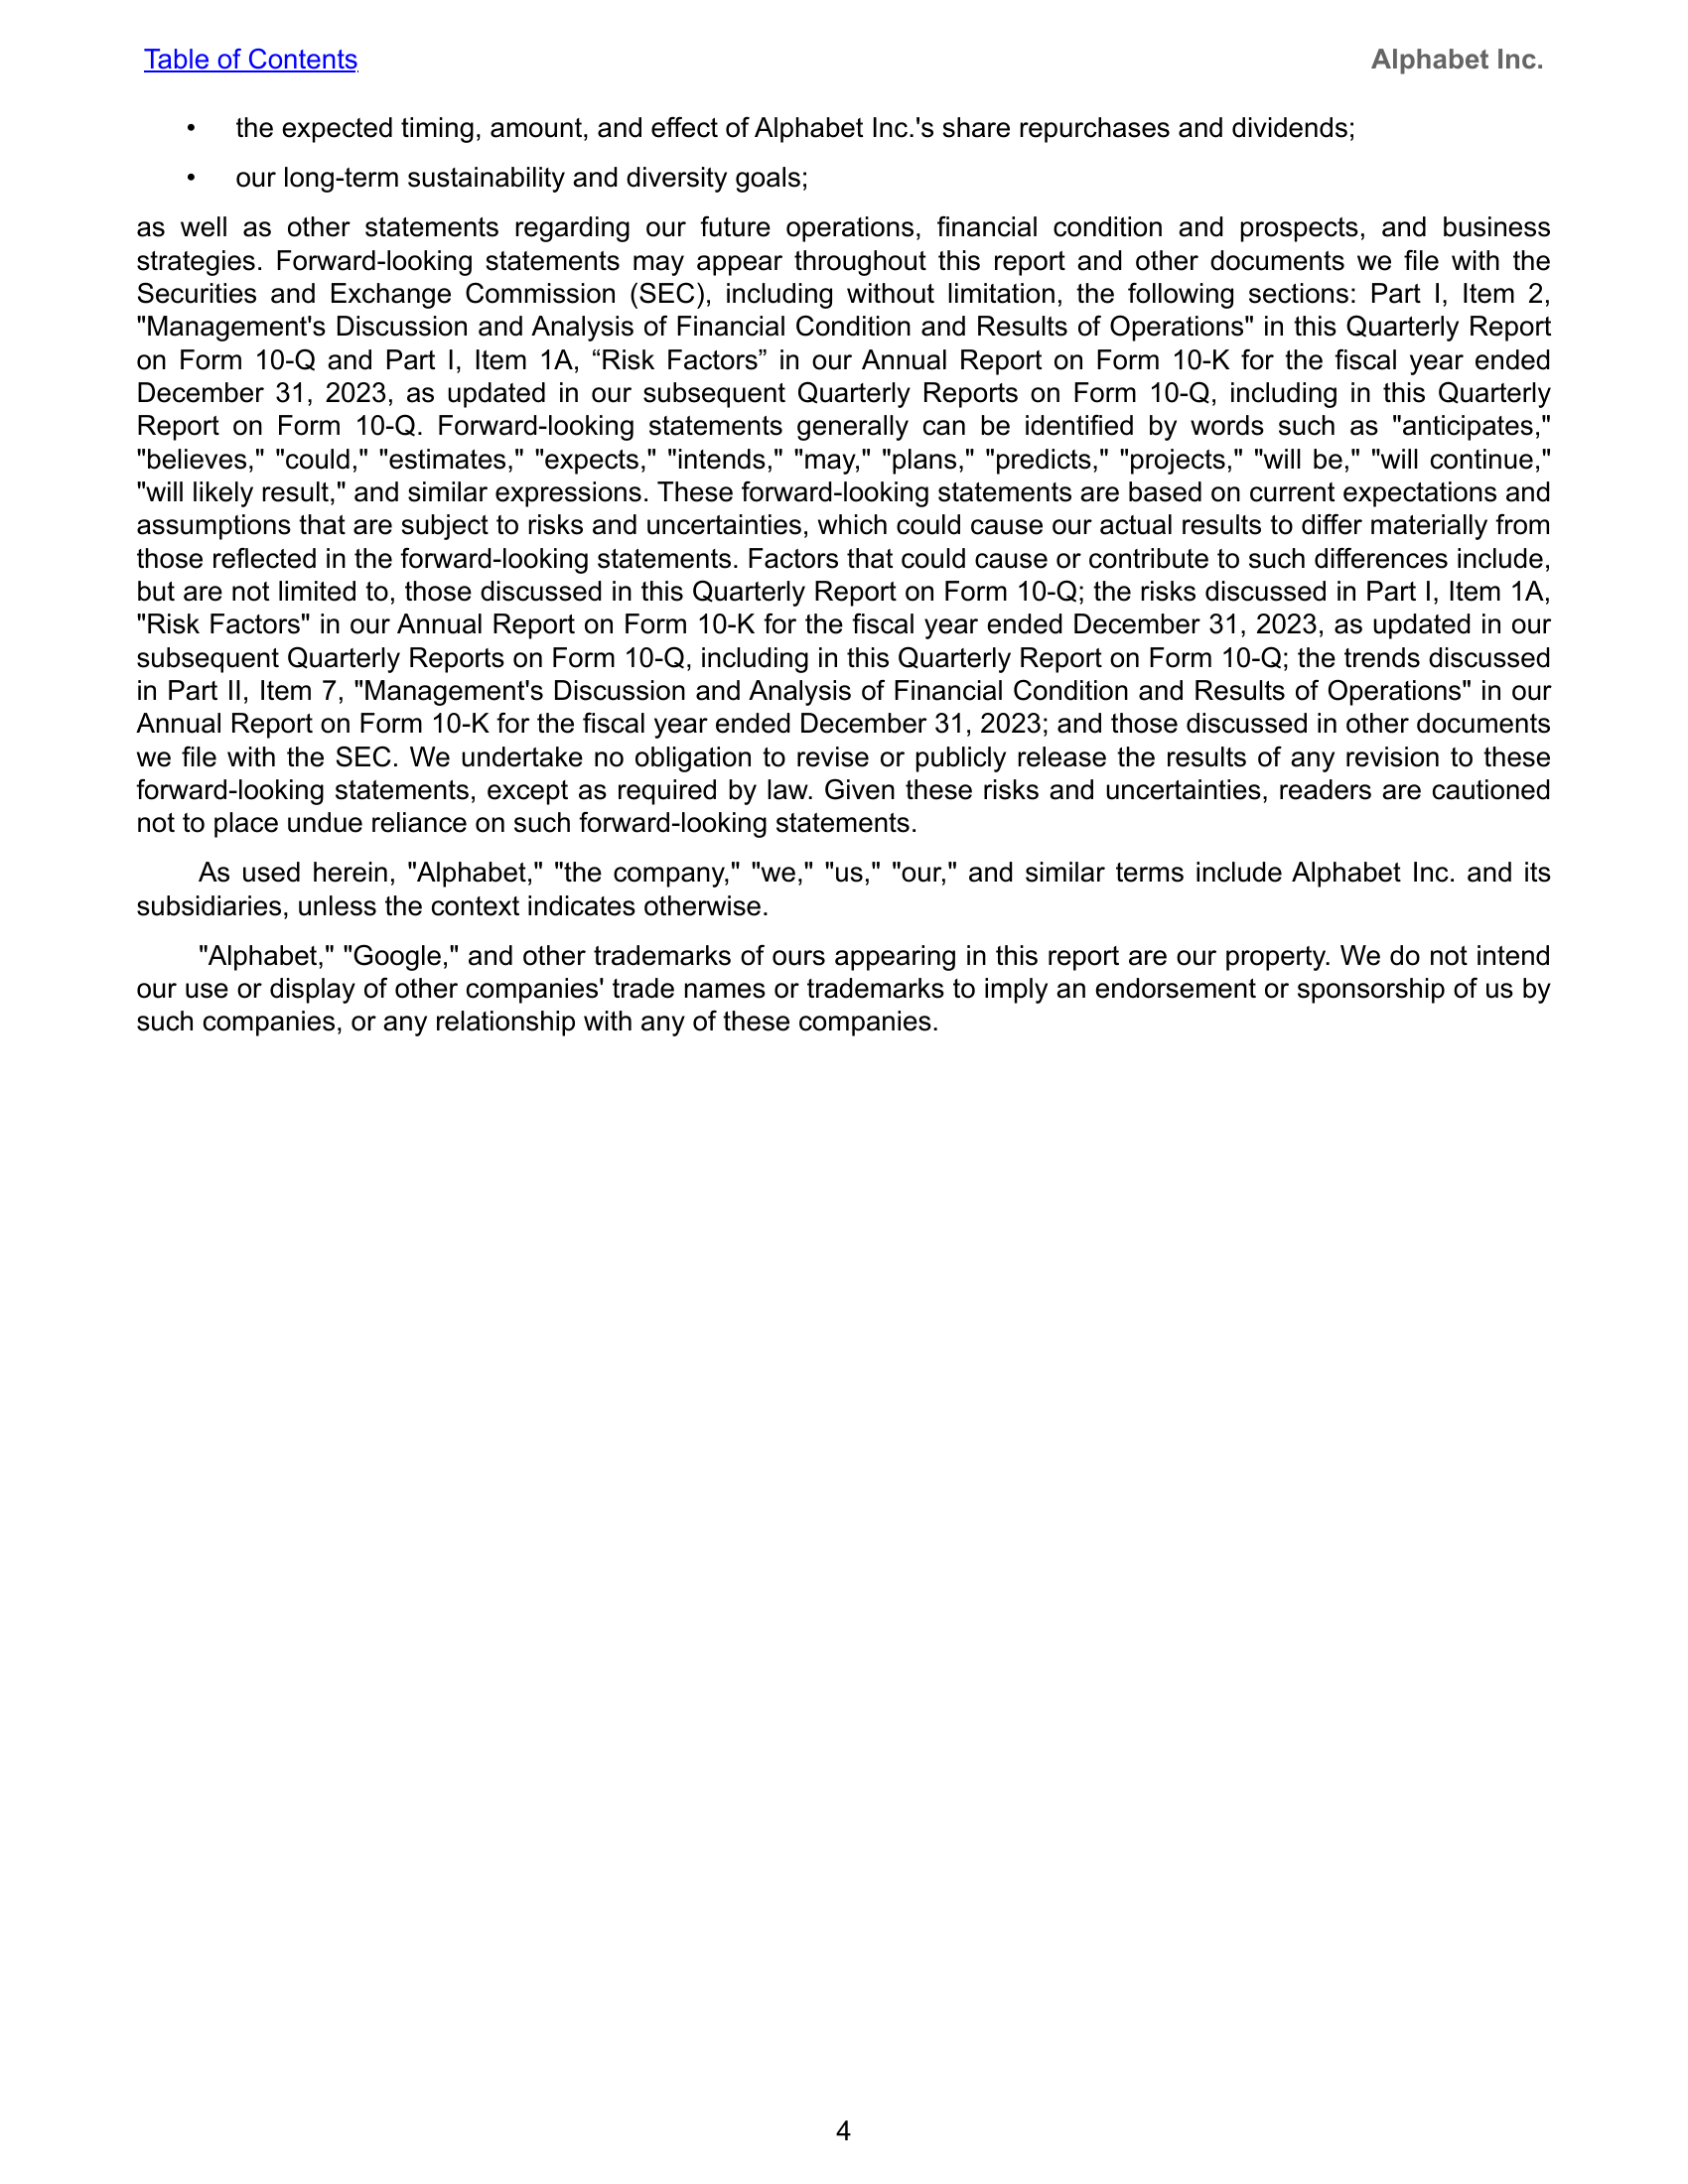 Table of Contents
Alphabet Inc.
• the expected timing, amount, and effect of Alphabet Inc.'s share repurchases and dividends;
• our long-term sustainability and diversity goals;
as well as other statements regarding our future operations, financial condition and prospects, and business
strategies. Forward-looking statements may appear throughout this report and other documents we file with the
Securities and Exchange Commission (SEC), including without limitation, the following sections: Part I, Item 2,
"Management's Discussion and Analysis of Financial Condition and Results of Operations" in this Quarterly Report
on Form 10-Q and Part I, Item 1A, “Risk Factors” in our Annual Report on Form 10-K for the fiscal year ended
December 31, 2023, as updated in our subsequent Quarterly Reports on Form 10-Q, including in this Quarterly
Report on Form 10-Q. Forward-looking statements generally can be identified by words such as "anticipates,"
"believes," "could," "estimates," "expects," "intends," "may," "plans," "predicts," "projects," "will be," "will continue,"
"will likely result," and similar expressions. These forward-looking statements are based on current expectations and
assumptions that are subject to risks and uncertainties, which could cause our actual results to differ materially from
those reflected in the forward-looking statements. Factors that could cause or contribute to such differences include,
but are not limited to, those discussed in this Quarterly Report on Form 10-Q; the risks discussed in Part I, Item 1A,
"Risk Factors" in our Annual Report on Form 10-K for the fiscal year ended December 31, 2023, as updated in our
subsequent Quarterly Reports on Form 10-Q, including in this Quarterly Report on Form 10-Q; the trends discussed
in Part II, Item 7, "Management's Discussion and Analysis of Financial Condition and Results of Operations" in our
Annual Report on Form 10-K for the fiscal year ended December 31, 2023; and those discussed in other documents
we file with the SEC. We undertake no obligation to revise or publicly release the results of any revision to these
forward-looking statements, except as required by law. Given these risks and uncertainties, readers are cautioned
not to place undue reliance on such forward-looking statements.
As used herein, "Alphabet," "the company," "we," "us," "our," and similar terms include Alphabet Inc. and its
subsidiaries, unless the context indicates otherwise.
"Alphabet," "Google," and other trademarks of ours appearing in this report are our property. We do not intend
our use or display of other companies' trade names or trademarks to imply an endorsement or sponsorship of us by
such companies, or any relationship with any of these companies.
4